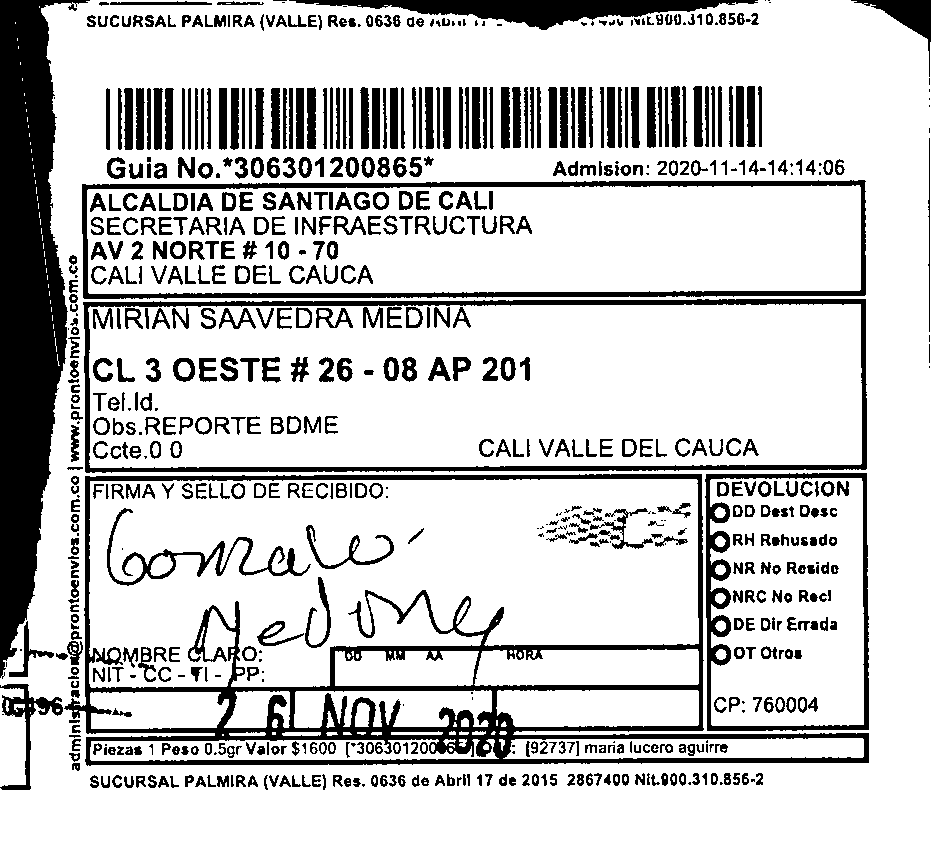 SUCURSAL PALMIRA (VALLE) Res. 0636 de Abril 17 Nit.900.310.856-2
Guia No.*306301200865*
Admision: 2020-11-14-14:14:06
ALCALDIA DE SANTIAGO DE CALI
SECRETARIA DE INFRAESTRUCTURA
AV 2 NORTE # 10 - 70
CALI VALLE DEL CAUCA
MIRIAN SAAVEDRA MEDINA
CL 3 OESTE # 26 - 08 AP 201
Tel.Id.
Obs.REPORTE BDME
Ccte.0 0 CALI VALLE DEL CAUCA
administracion@prontoenvios.com.co | www.prontoenvios.com.co
FIRMA Y SELLO DE RECIBIDO:
Gonzalo
Medina
NOMBRE CLARO:
NIT - CC - TI - PP:
DD MM AA HORA
26 NOV 2020
DEVOLUCION
DD Dest Desc
RH Rehusado
NR No Reside
NRC No Recl
DE Dir Errada
OT Otros
CP: 760004
Piezas 1 Peso 0.5gr Valor $1600 [92737] maria lucero aguirre
SUCURSAL PALMIRA (VALLE) Res. 0636 de Abril 17 de 2015 2867400 Nit.900.310.856-2